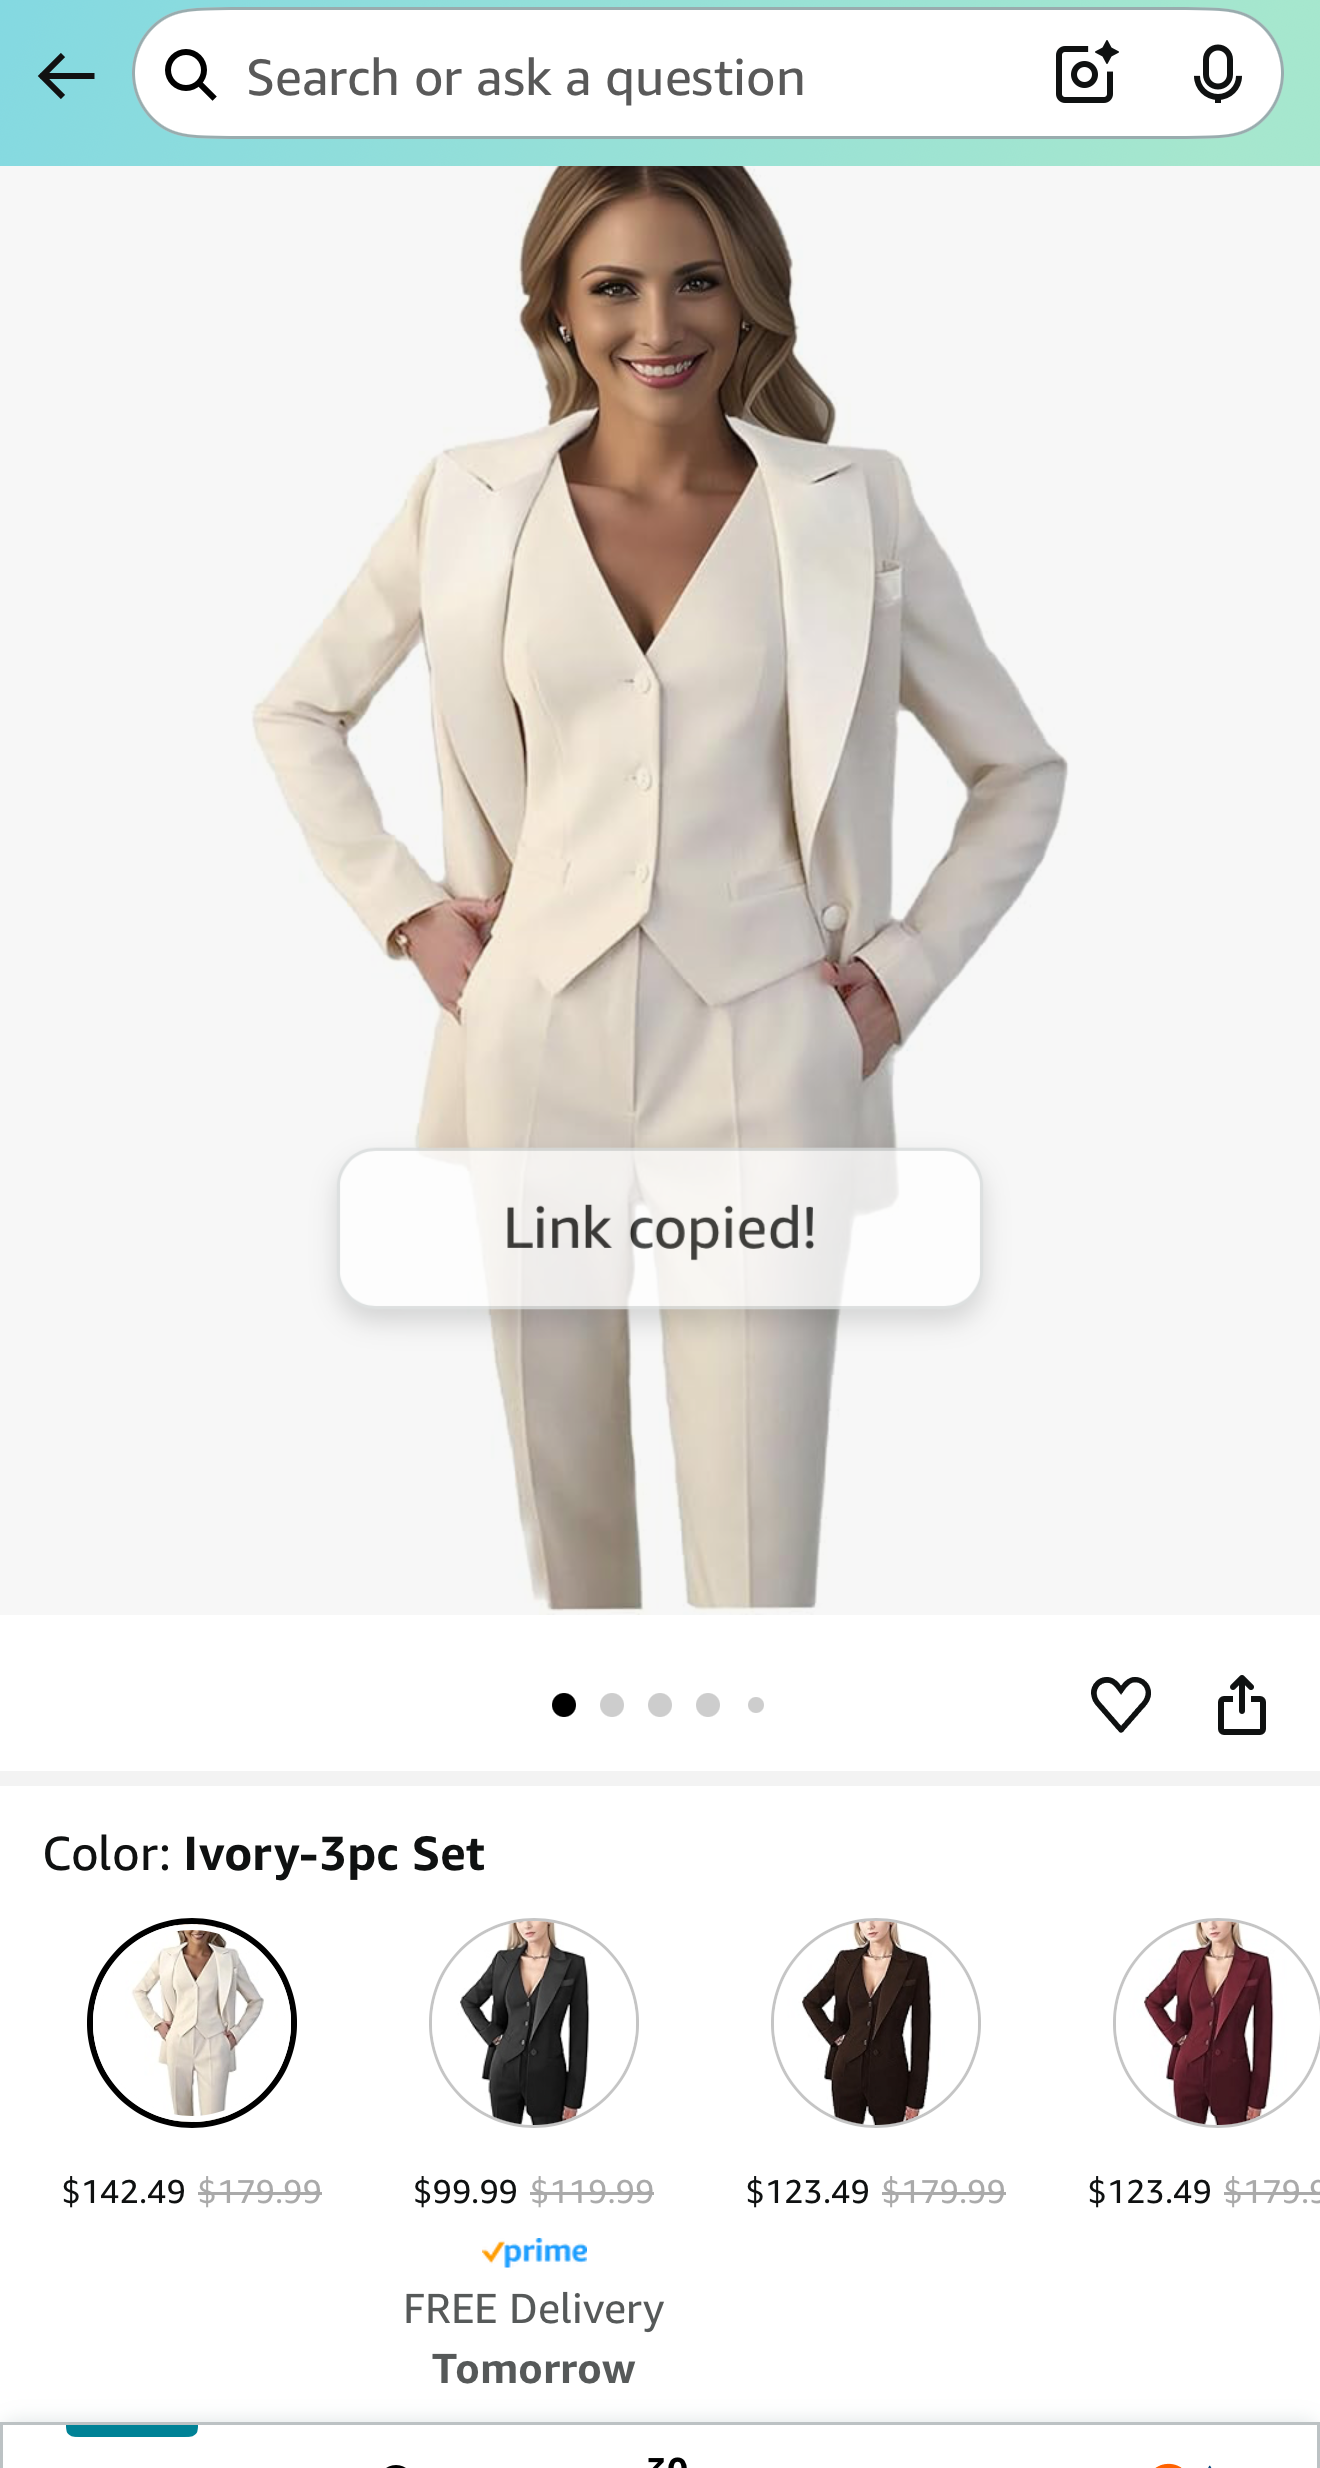 Search or ask a question
Link copied!
Color: Ivory-3pc Set
$142.49 $179.99
$99.99 $119.99
$123.49 $179.99
$123.49
prime
FREE Delivery
Tomorrow